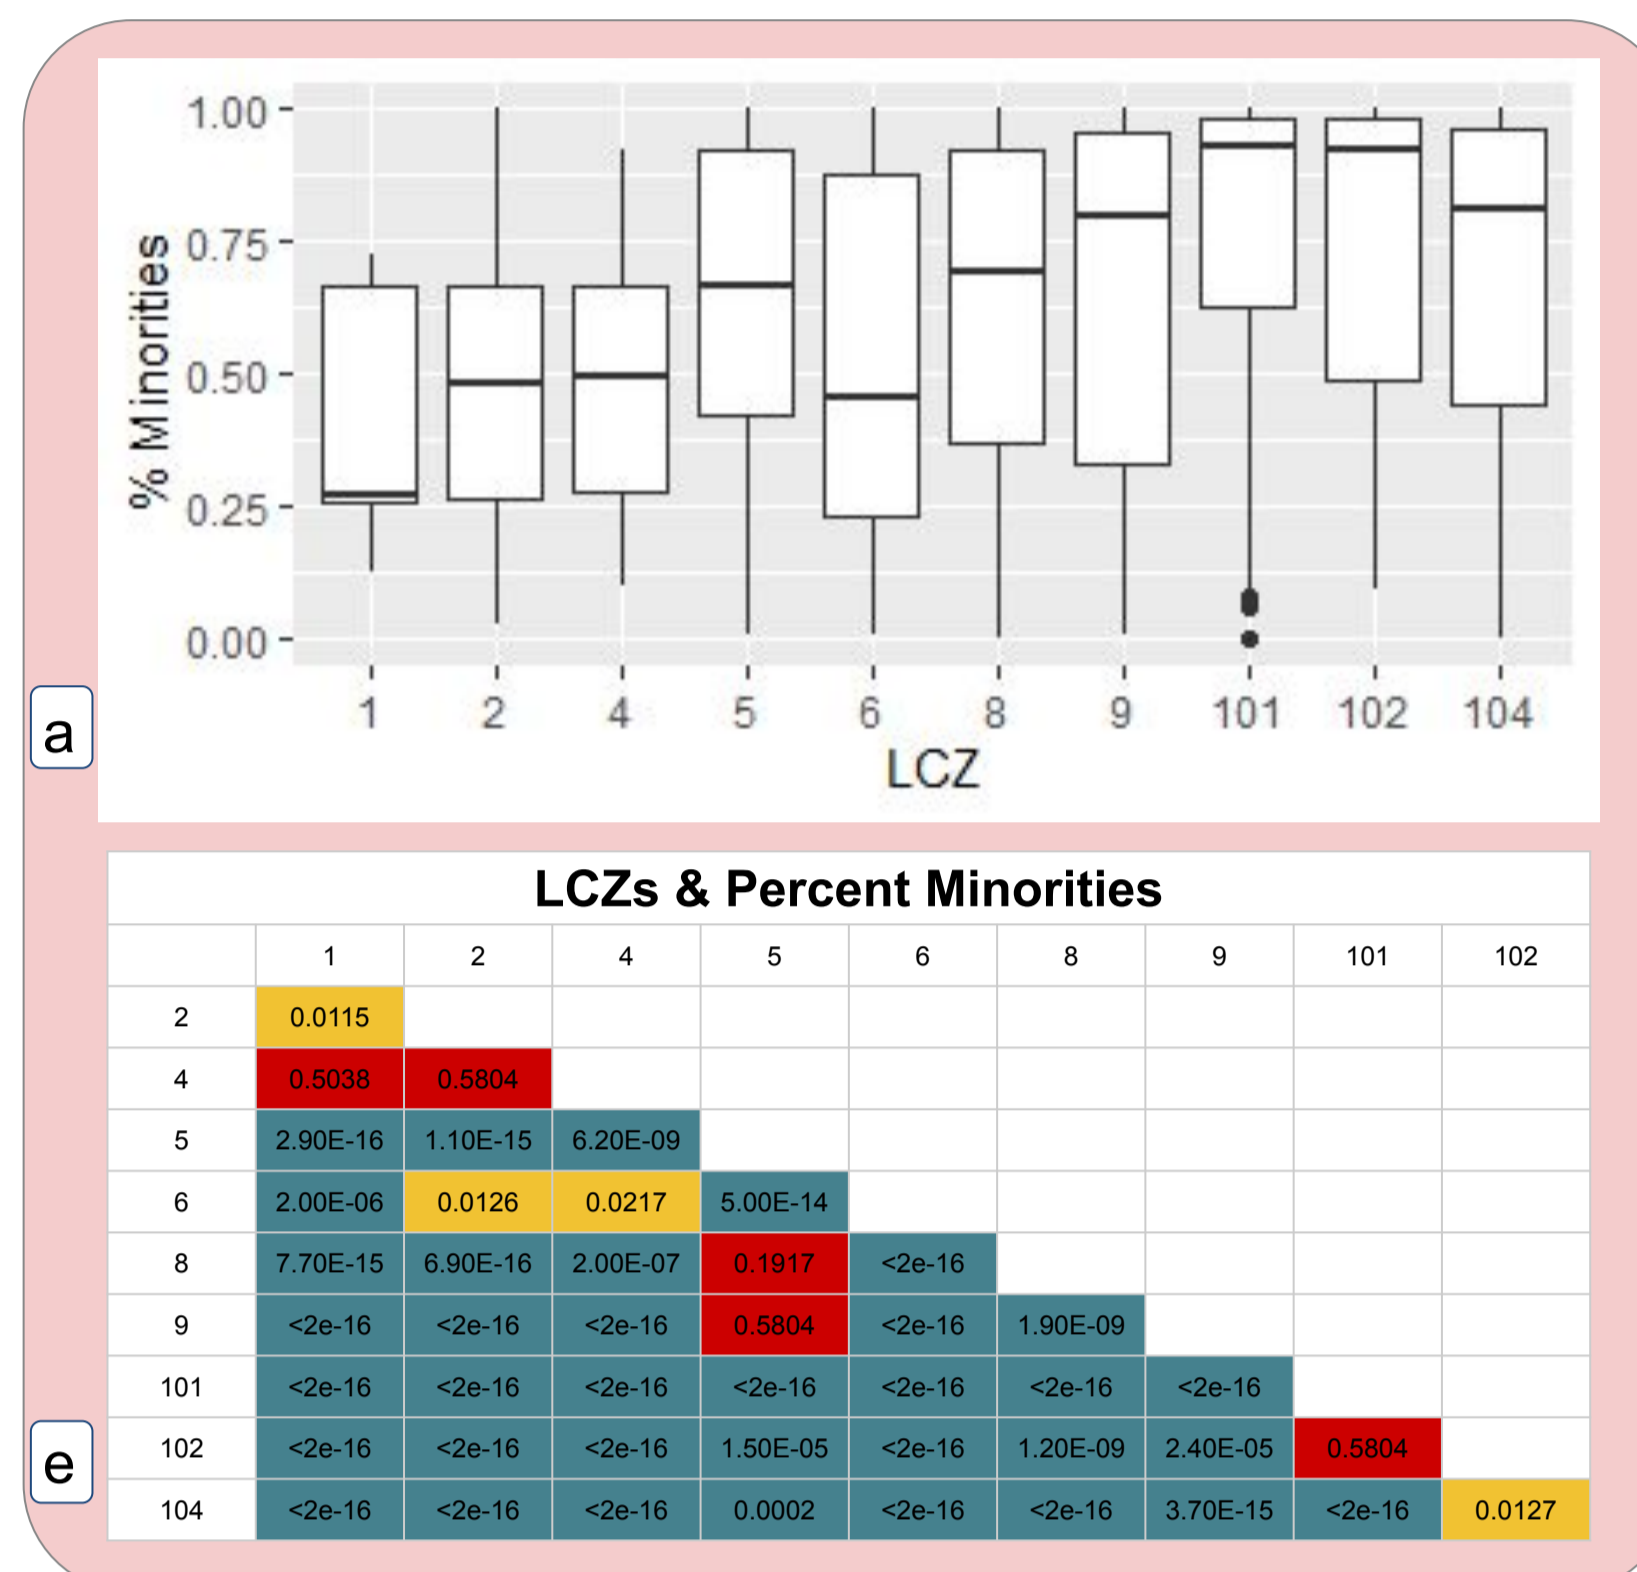 1.00
0.75
0.50
0.25
0.00
% Minorities
1 2 4 5 6 8 9 101 102 104
LCZ
a
LCZs & Percent Minorities
1 2 4 5 6 8 9 101 102
2 0.0115
4 0.5038 0.5804
5 2.90E-16 1.10E-15 6.20E-09
6 2.00E-06 0.0126 0.0217 5.00E-14
8 7.70E-15 6.90E-16 2.00E-07 0.1917 <2e-16
9 <2e-16 <2e-16 <2e-16 0.5804 <2e-16 1.90E-09
101 <2e-16 <2e-16 <2e-16 <2e-16 <2e-16 <2e-16 <2e-16
102 <2e-16 <2e-16 <2e-16 1.50E-05 <2e-16 1.20E-09 2.40E-05 0.5804
104 <2e-16 <2e-16 <2e-16 0.0002 <2e-16 <2e-16 3.70E-15 <2e-16 0.0127
e